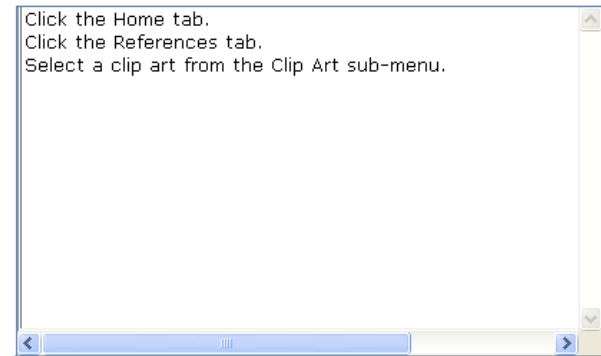 Click the Home tab.
Click the References tab.
Select a clip art from the Clip Art sub-menu.